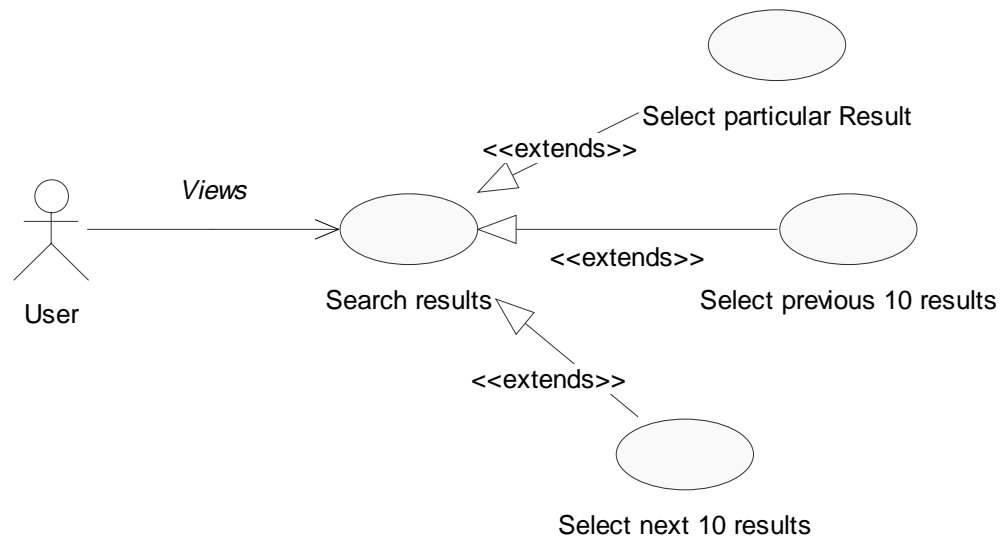 Select particular Result
<<extends>>
Views
<<extends>>
Search results
Select previous 10 results
User
<<extends>>
Select next 10 results